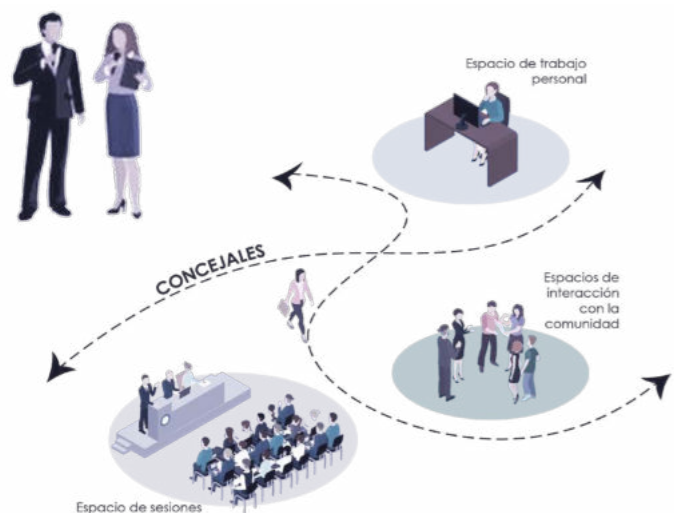 Espacio de trabajo
personal
CONCEJALES
Espacios de
interacción
con la
comunidad
Espacio de sesiones